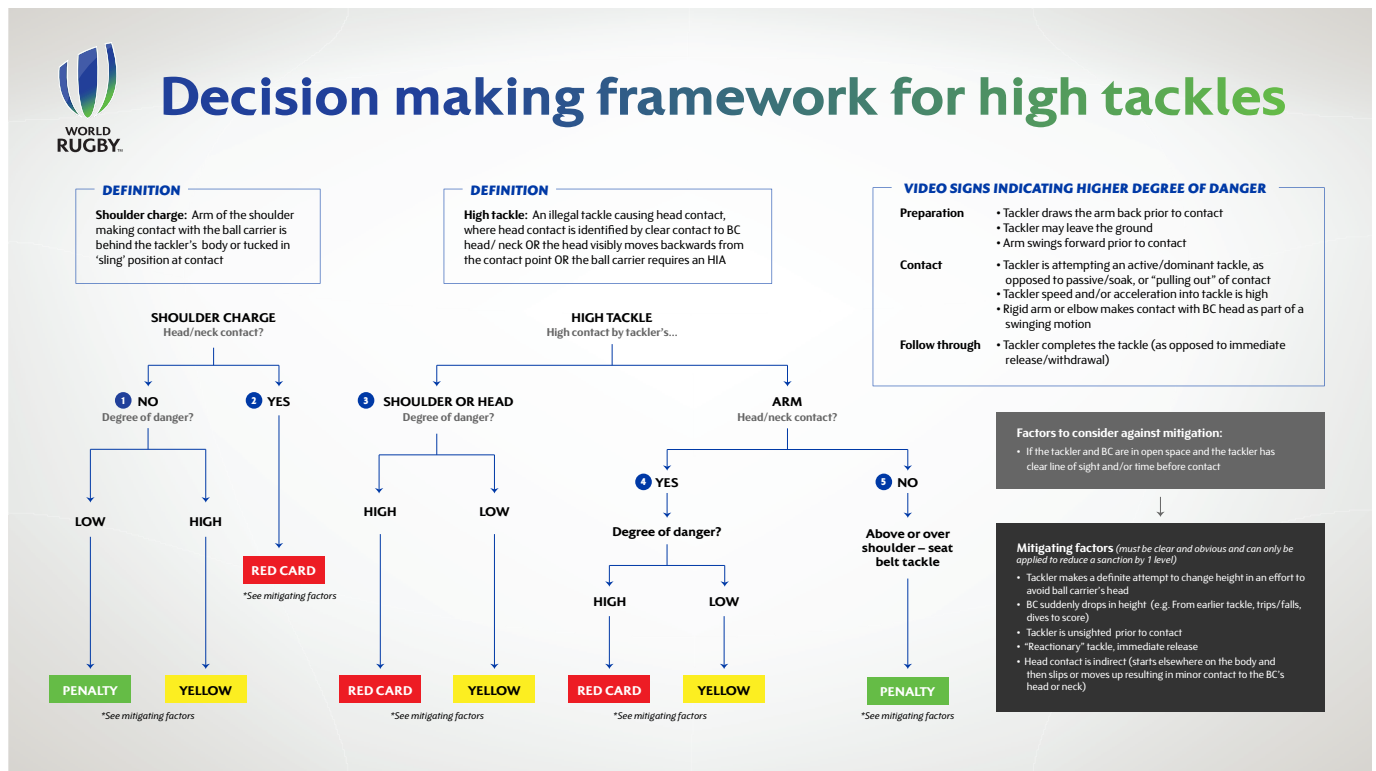 WORLD
RUGBY™
Decision making framework for high tackles
DEFINITION
Shoulder charge: Arm of the shoulder
making contact with the ball carrier is
behind the tackler's body or tucked in
'sling' position at contact
DEFINITION
High tackle: An illegal tackle causing head contact,
where head contact is identified by clear contact to BC
head/ neck OR the head visibly moves backwards from
the contact point OR the ball carrier requires an HIA
VIDEO SIGNS INDICATING HIGHER DEGREE OF DANGER
Preparation
• Tackler draws the arm back prior to contact
• Tackler may leave the ground
• Arm swings forward prior to contact
Contact
• Tackler is attempting an active/dominant tackle, as
opposed to passive/soak, or "pulling out" of contact
• Tackler speed and/or acceleration into tackle is high
• Rigid arm or elbow makes contact with BC head as part of a
swinging motion
Follow through
• Tackler completes the tackle (as opposed to immediate
release/withdrawal)
SHOULDER CHARGE
Head/neck contact?
1 NO
Degree of danger?
2 YES
LOW
HIGH
RED CARD
*See mitigating factors
PENALTY
YELLOW
*See mitigating factors
HIGH TACKLE
High contact by tackler's...
3 SHOULDER OR HEAD
Degree of danger?
HIGH
LOW
RED CARD
YELLOW
*See mitigating factors
ARM
Head/neck contact?
4 YES
Degree of danger?
HIGH
LOW
RED CARD
YELLOW
*See mitigating factors
5 NO
Above or over
shoulder – seat
belt tackle
PENALTY
*See mitigating factors
Factors to consider against mitigation:
• If the tackler and BC are in open space and the tackler has
clear line of sight and/or time before contact
Mitigating factors (must be clear and obvious and can only be
applied to reduce a sanction by 1 level)
• Tackler makes a definite attempt to change height in an effort to
avoid ball carrier's head
• BC suddenly drops in height (e.g. From earlier tackle, trips/falls,
dives to score)
• Tackler is unsighted prior to contact
• "Reactionary" tackle, immediate release
• Head contact is indirect (starts elsewhere on the body and
then slips or moves up resulting in minor contact to the BC's
head or neck)